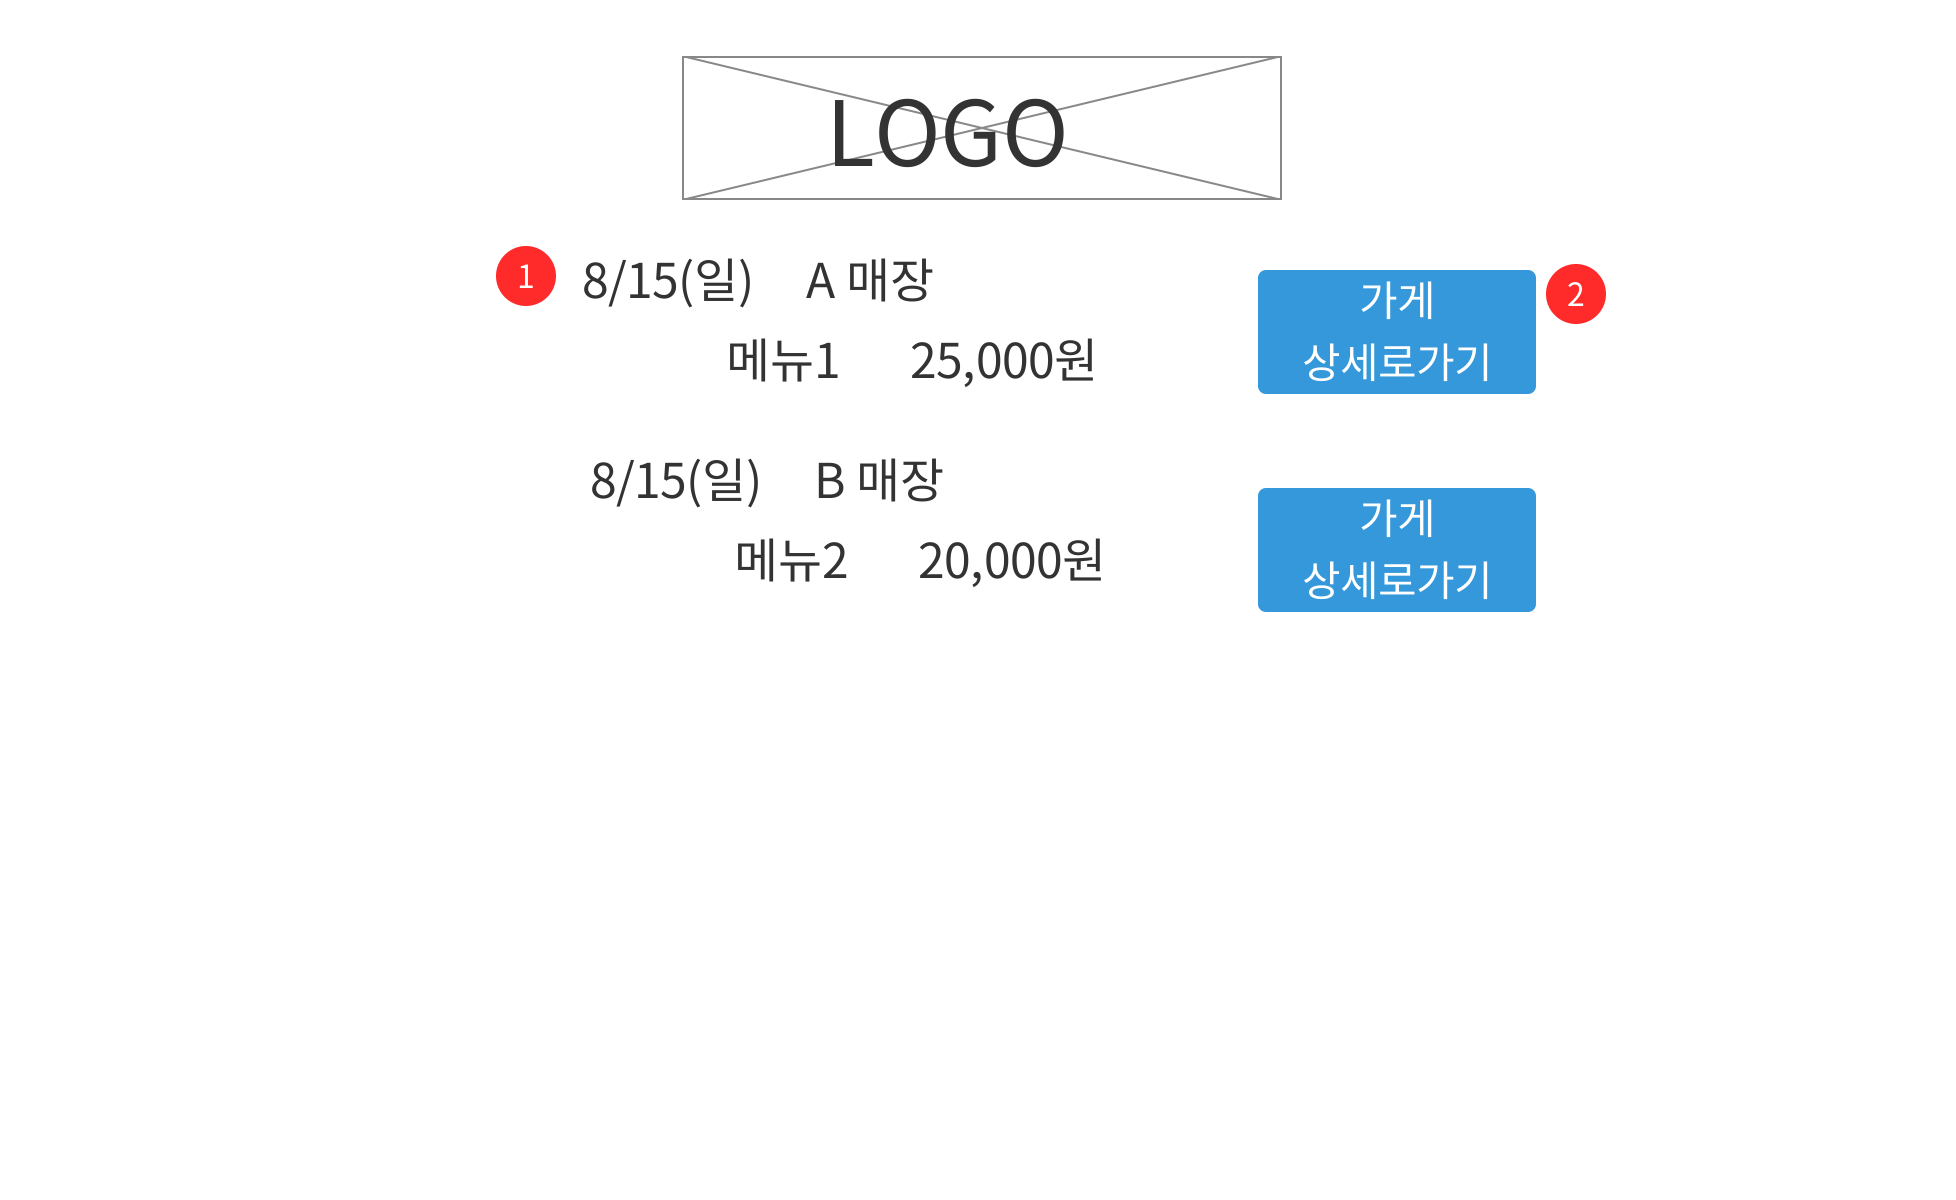 LOGO
1 8/15(일) A 매장
메뉴1 25,000원
가게
상세로가기
2
8/15(일) B 매장
메뉴2 20,000원
가게
상세로가기